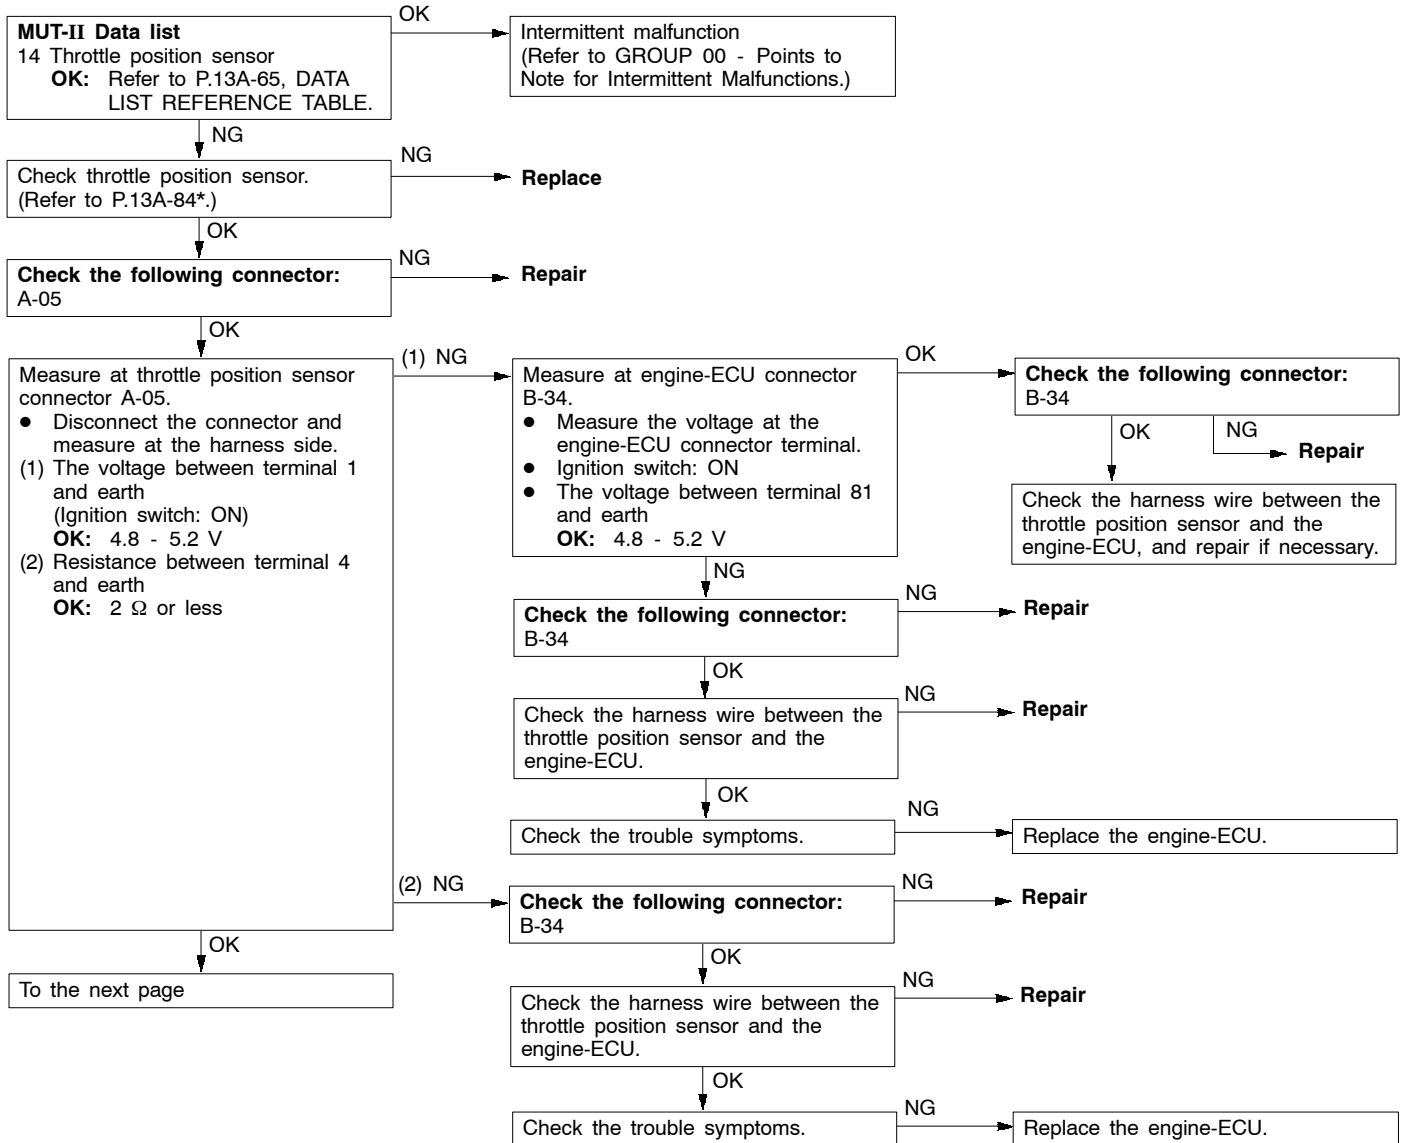 MUT-II Data list
14 Throttle position sensor
OK: Refer to P.13A-65, DATA
LIST REFERENCE TABLE.
OK
Intermittent malfunction
(Refer to GROUP 00 - Points to
Note for Intermittent Malfunctions.)
NG
Check throttle position sensor.
(Refer to P.13A-84*.)
NG
Replace
OK
Check the following connector:
A-05
NG
Repair
OK
Measure at throttle position sensor
connector A-05.
● Disconnect the connector and
measure at the harness side.
(1) The voltage between terminal 1
and earth
(Ignition switch: ON)
OK: 4.8 - 5.2 V
(2) Resistance between terminal 4
and earth
OK: 2 Ω or less
(1) NG
Measure at engine-ECU connector
B-34.
● Measure the voltage at the
engine-ECU connector terminal.
● Ignition switch: ON
● The voltage between terminal 81
and earth
OK: 4.8 - 5.2 V
OK
Check the following connector:
B-34
OK
NG
Repair
Check the harness wire between the
throttle position sensor and the
engine-ECU, and repair if necessary.
NG
Check the following connector:
B-34
NG
Repair
OK
Check the harness wire between the
throttle position sensor and the
engine-ECU.
NG
Repair
OK
Check the trouble symptoms.
NG
Replace the engine-ECU.
(2) NG
Check the following connector:
B-34
NG
Repair
OK
To the next page
OK
Check the harness wire between the
throttle position sensor and the
engine-ECU.
NG
Repair
OK
Check the trouble symptoms.
NG
Replace the engine-ECU.